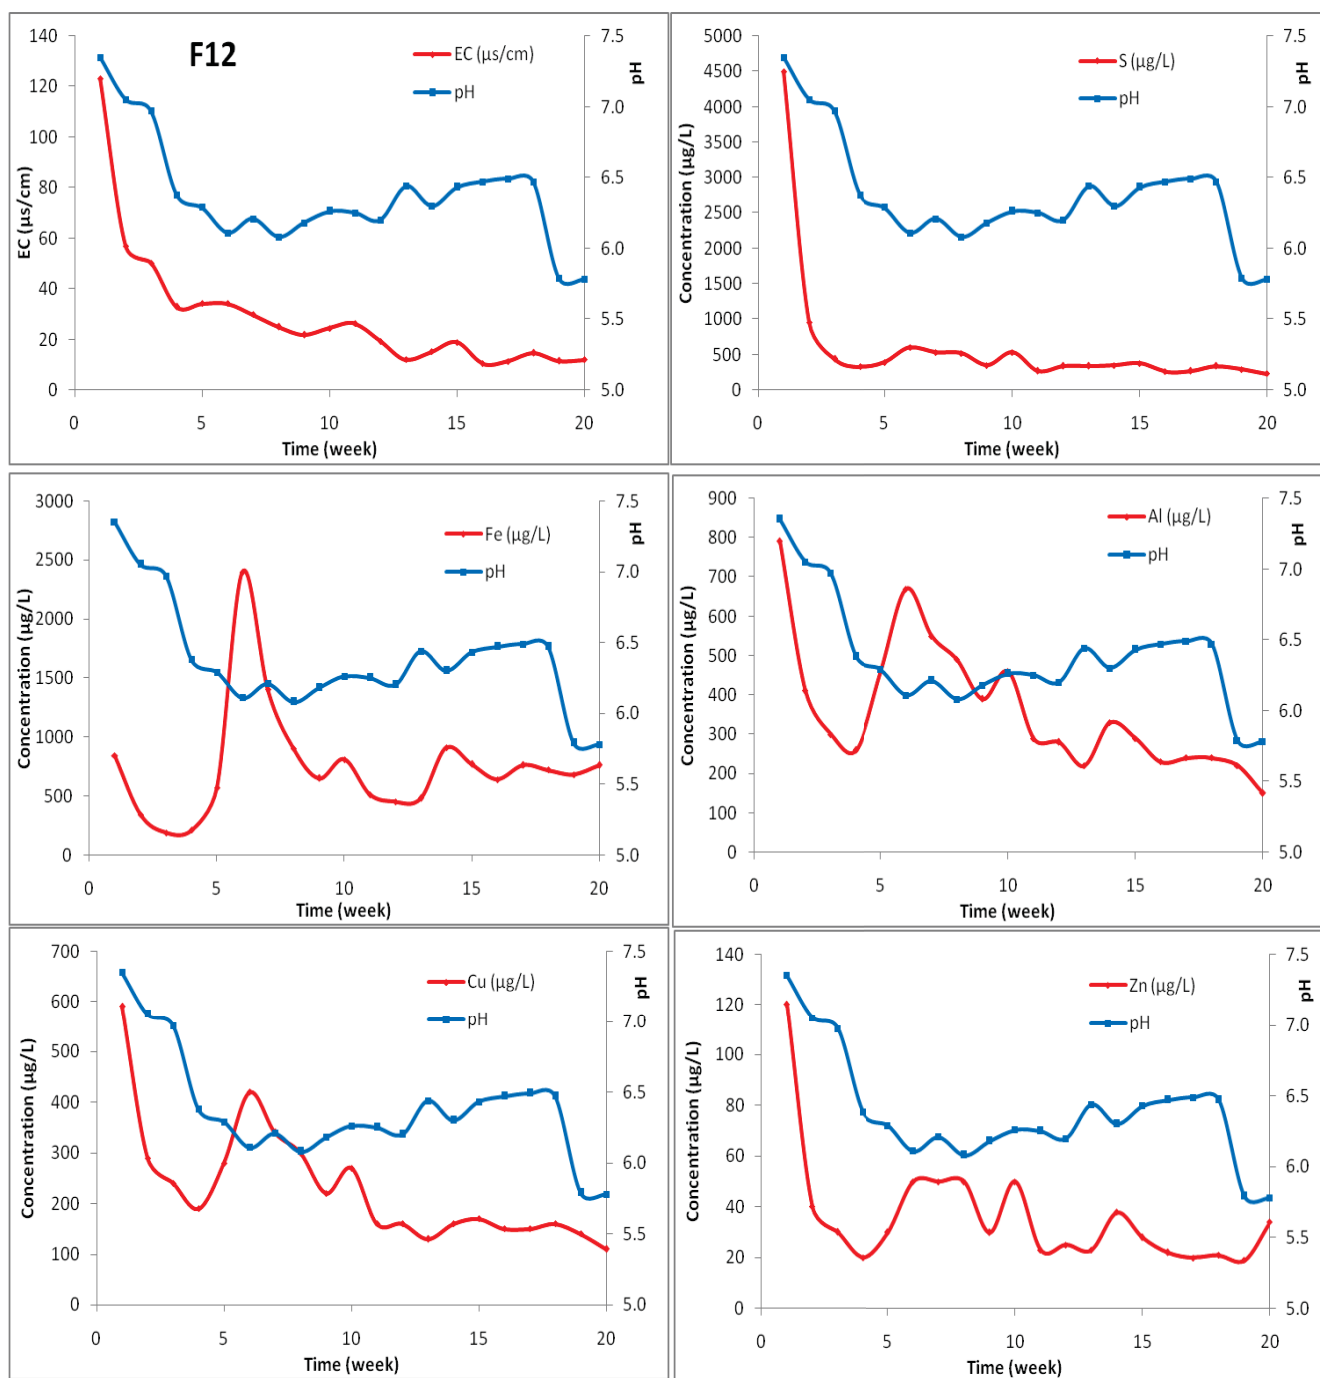 F12
EC (µs/cm)
pH
140
120
100
80
60
40
20
0
7.5
7.0
6.5
6.0
5.5
5.0
0 5 10 15 20
EC (µs/cm)
pH
Time (week)
S (µg/L)
pH
5000
4500
4000
3500
3000
2500
2000
1500
1000
500
0
7.5
7.0
6.5
6.0
5.5
5.0
0 5 10 15 20
Concentration (µg/L)
pH
Time (week)
Fe (µg/L)
pH
3000
2500
2000
1500
1000
500
0
7.5
7.0
6.5
6.0
5.5
5.0
0 5 10 15 20
Concentration (µg/L)
pH
Time (week)
Al (µg/L)
pH
900
800
700
600
500
400
300
200
100
0
7.5
7.0
6.5
6.0
5.5
5.0
0 5 10 15 20
Concentration (µg/L)
pH
Time (week)
Cu (µg/L)
pH
700
600
500
400
300
200
100
0
7.5
7.0
6.5
6.0
5.5
5.0
0 5 10 15 20
Concentration (µg/L)
pH
Time (week)
Zn (µg/L)
pH
140
120
100
80
60
40
20
0
7.5
7.0
6.5
6.0
5.5
5.0
0 5 10 15 20
Concentration (µg/L)
pH
Time (week)